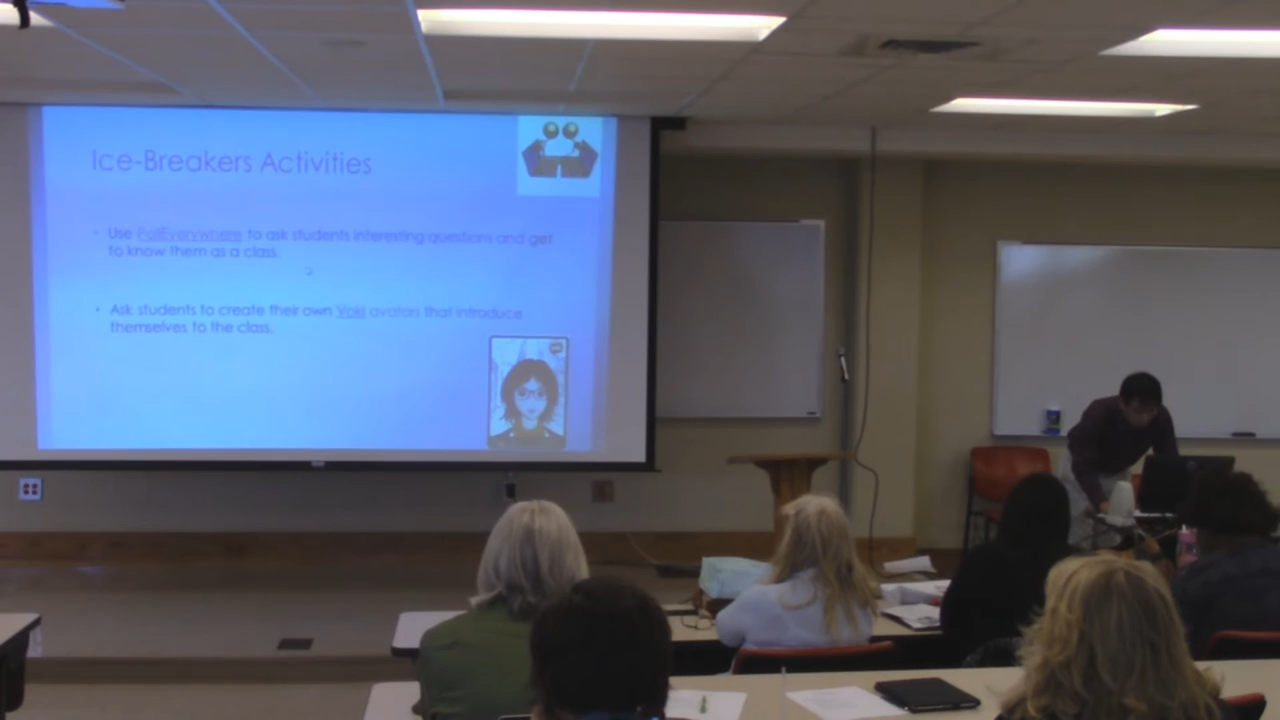 Ice-Breakers Activities
Use PollEverywhere to ask students interesting questions and get
to know them as a class.
Ask students to create their own Voki avatars that introduce
themselves to the class.